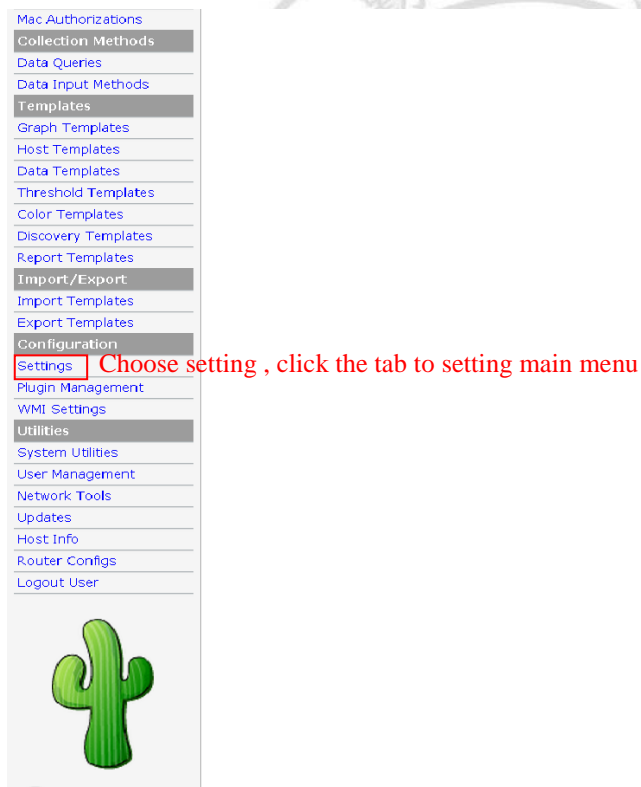 Mac Authorizations
Collection Methods
Data Queries
Data Input Methods
Templates
Graph Templates
Host Templates
Data Templates
Threshold Templates
Color Templates
Discovery Templates
Report Templates
Import/Export
Import Templates
Export Templates
Configuration
Settings Choose setting , click the tab to setting main menu
Plugin Management
WMI Settings
Utilities
System Utilities
User Management
Network Tools
Updates
Host Info
Router Configs
Logout User